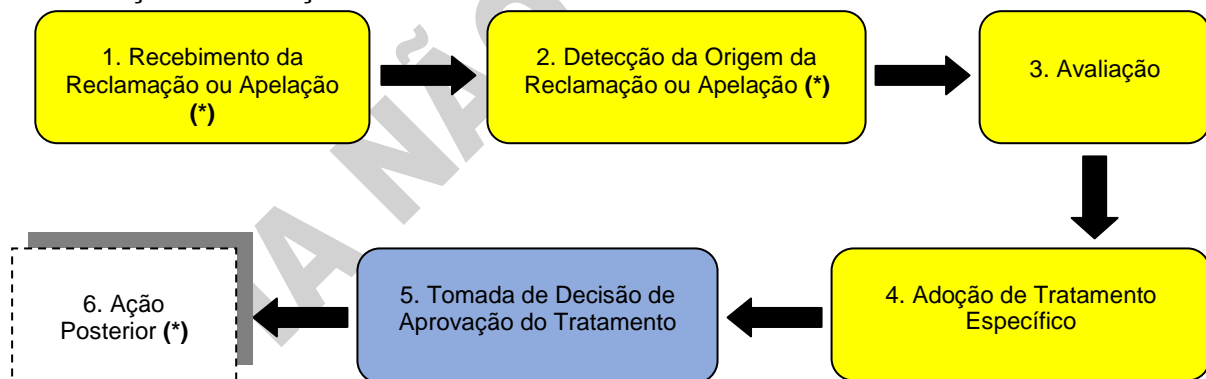 1. Recebimento da
Reclamação ou Apelação
(*)
2. Detecção da Origem da
Reclamação ou Apelação (*)
3. Avaliação
4. Adoção de Tratamento
Específico
5. Tomada de Decisão de
Aprovação do Tratamento
6. Ação
Posterior (*)